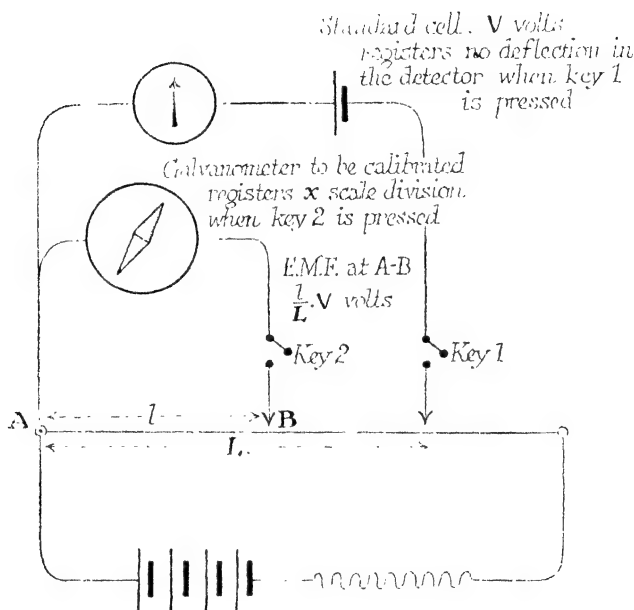 Standard cell. V volts
registers no deflection in
the detector when key 1
is pressed
Galvanometer to be calibrated
registers x scale division.
when key 2 is pressed
E.M.F. at A-B
l/L . V volts
Key 2
Key 1
A
l
B
L